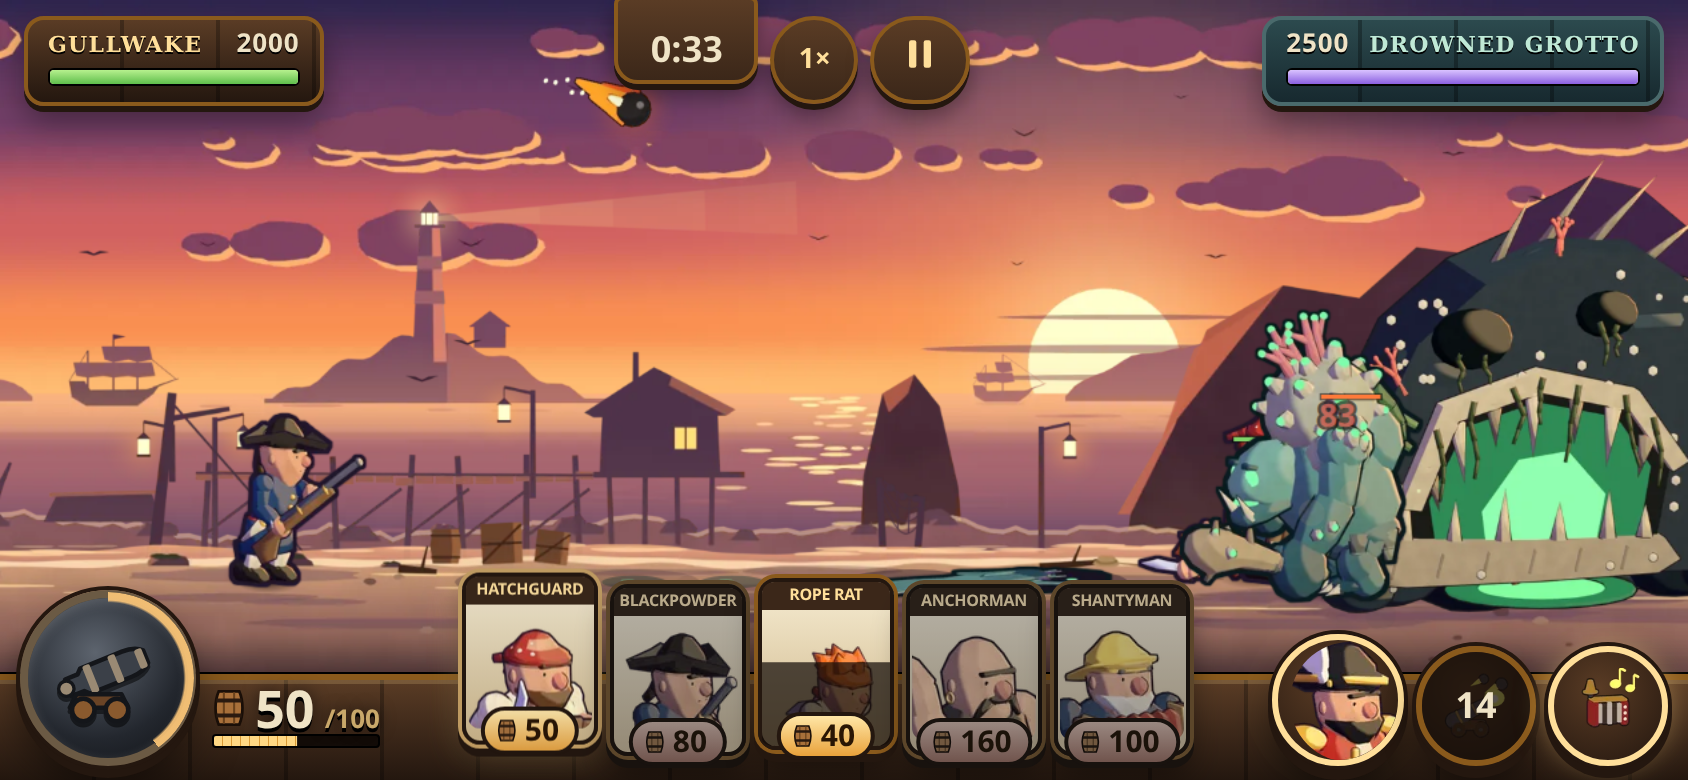 GULLWAKE 2000
0:33
1×
2500 DROWNED GROTTO
83
HATCHGUARD
BLACKPOWDER
ROPE RAT
ANCHORMAN
SHANTYMAN
50 /100
50
80
40
160
100
14